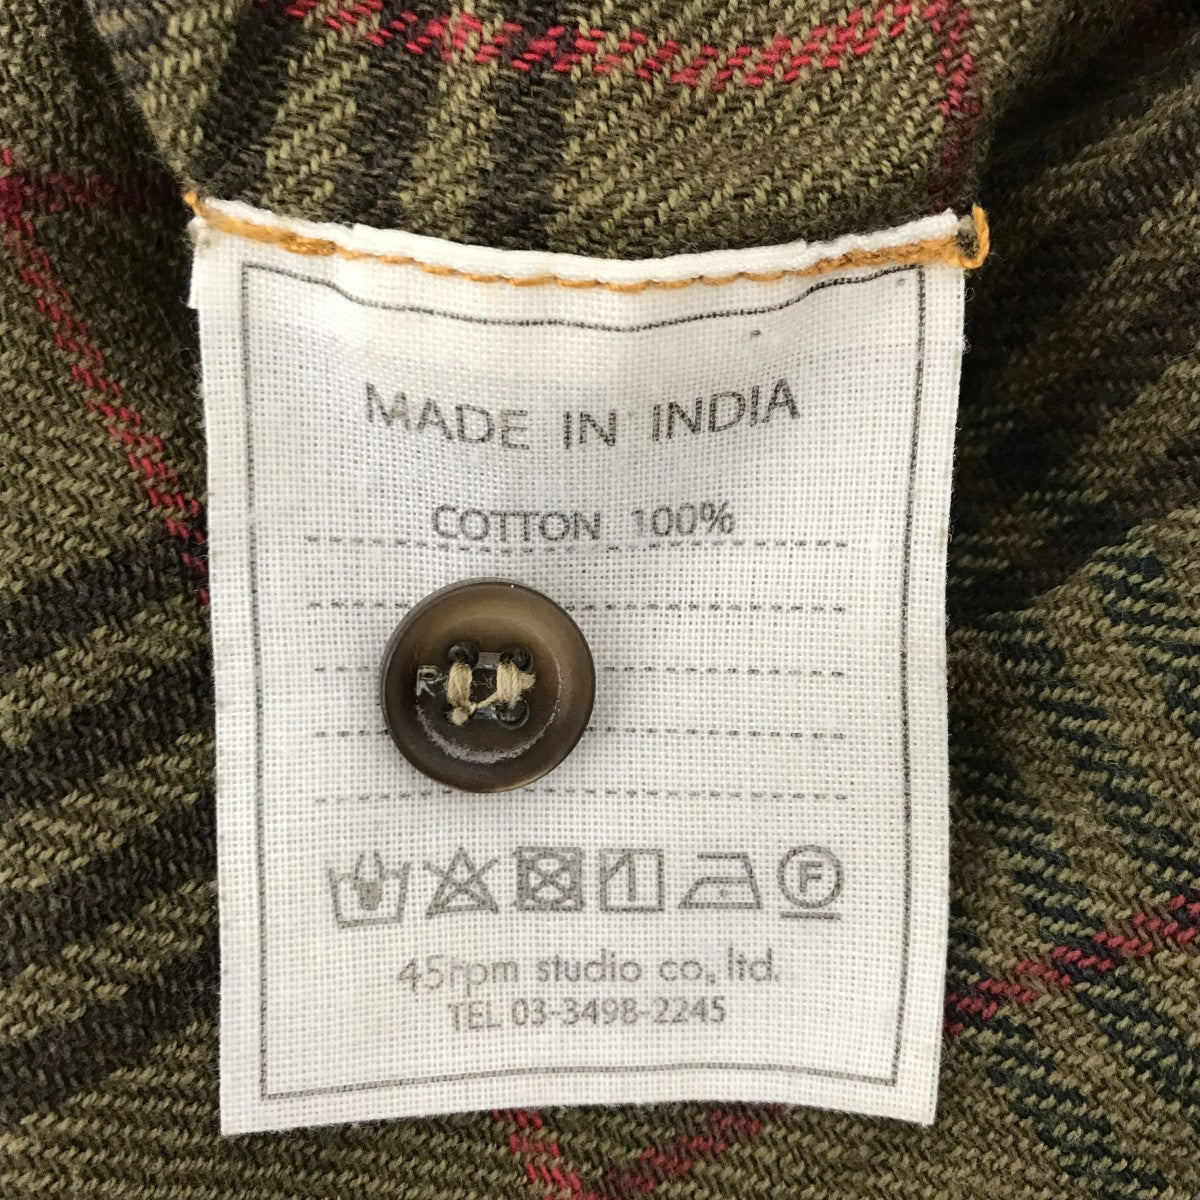 MADE IN INDIA
COTTON 100%
R
F
45rpm studio co., ltd.
TEL 03-3498-2245